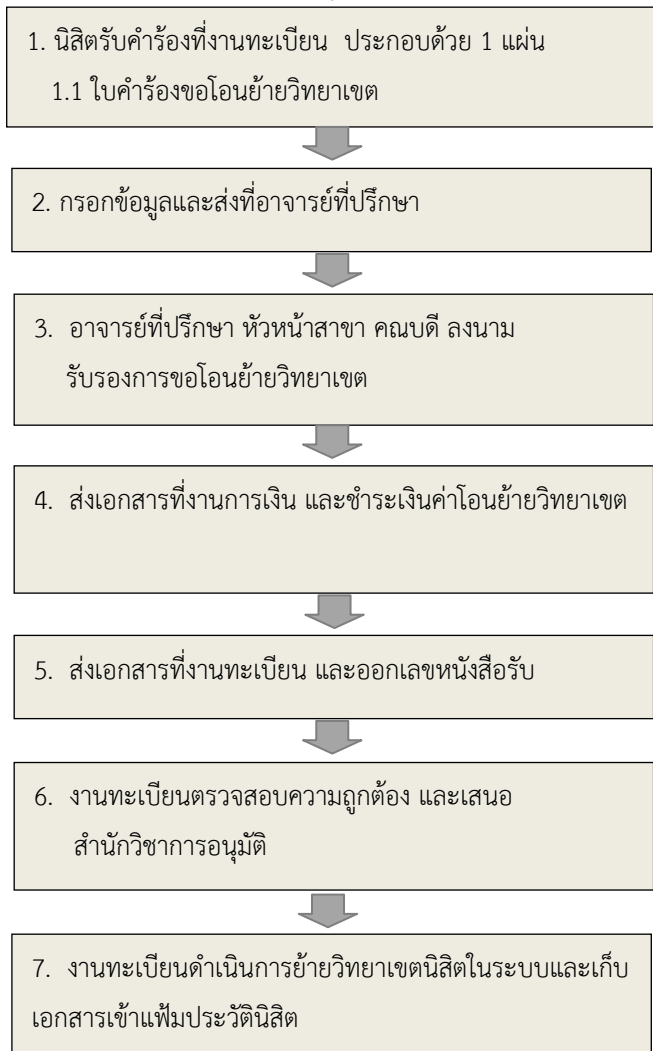 1. นิสิตรับคำร้องที่งานทะเบียน ประกอบด้วย 1 แผ่น
1.1 ใบคำร้องขอโอนย้ายวิทยาเขต
2. กรอกข้อมูลและส่งที่อาจารย์ที่ปรึกษา
3. อาจารย์ที่ปรึกษา หัวหน้าสาขา คณบดี ลงนาม
รับรองการขอโอนย้ายวิทยาเขต
4. ส่งเอกสารที่งานการเงิน และชำระเงินค่าโอนย้ายวิทยาเขต
5. ส่งเอกสารที่งานทะเบียน และออกเลขหนังสือรับ
6. งานทะเบียนตรวจสอบความถูกต้อง และเสนอ
สำนักวิชาการอนุมัติ
7. งานทะเบียนดำเนินการย้ายวิทยาเขตนิสิตในระบบและเก็บ
เอกสารเข้าแฟ้มประวัตินิสิต